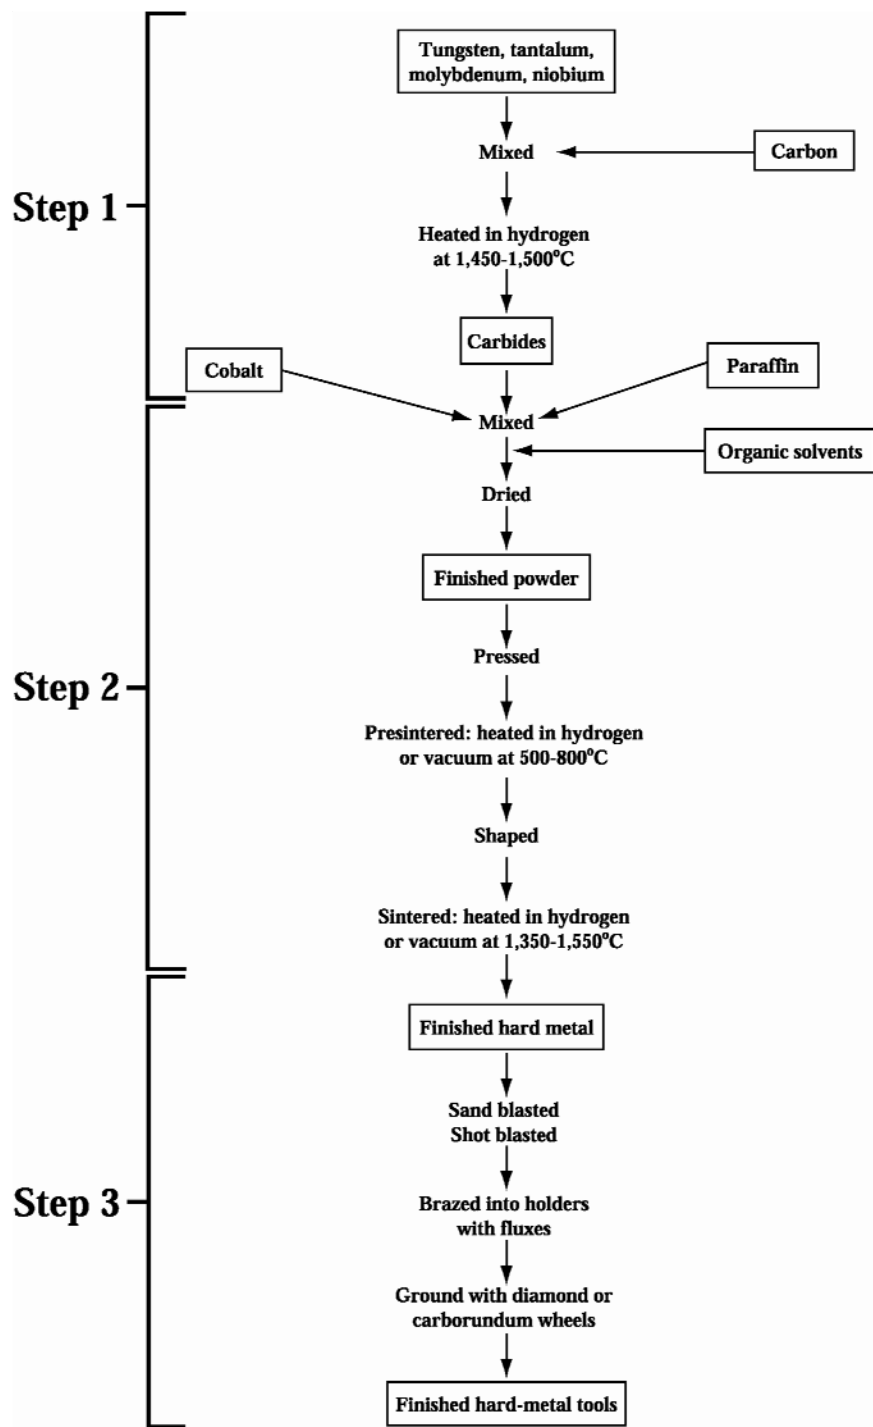 Tungsten, tantalum,
molybdenum, niobium
Mixed
Carbon
Step 1
Heated in hydrogen
at 1,450-1,500°C
Carbides
Cobalt
Paraffin
Mixed
Organic solvents
Dried
Finished powder
Pressed
Step 2
Presintered: heated in hydrogen
or vacuum at 500-800°C
Shaped
Sintered: heated in hydrogen
or vacuum at 1,350-1,550°C
Finished hard metal
Sand blasted
Shot blasted
Step 3
Brazed into holders
with fluxes
Ground with diamond or
carborundum wheels
Finished hard-metal tools